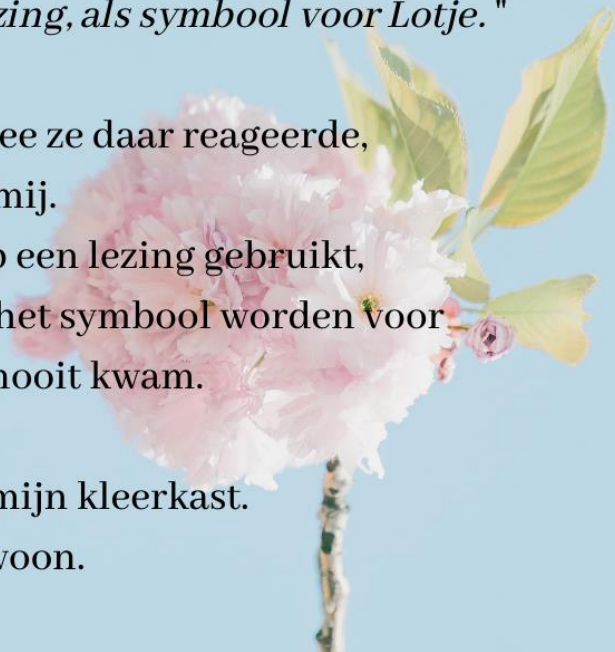 zing, als symbool voor Lotje. "
ee ze daar reageerde,
mij.
een lezing gebruikt,
het symbool worden voor
nooit kwam.
mijn kleerkast.
woon.